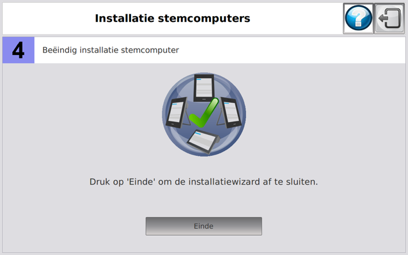 Installatie stemcomputers
?
4 Beëindig installatie stemcomputer
Druk op 'Einde' om de installatiewizard af te sluiten.
Einde